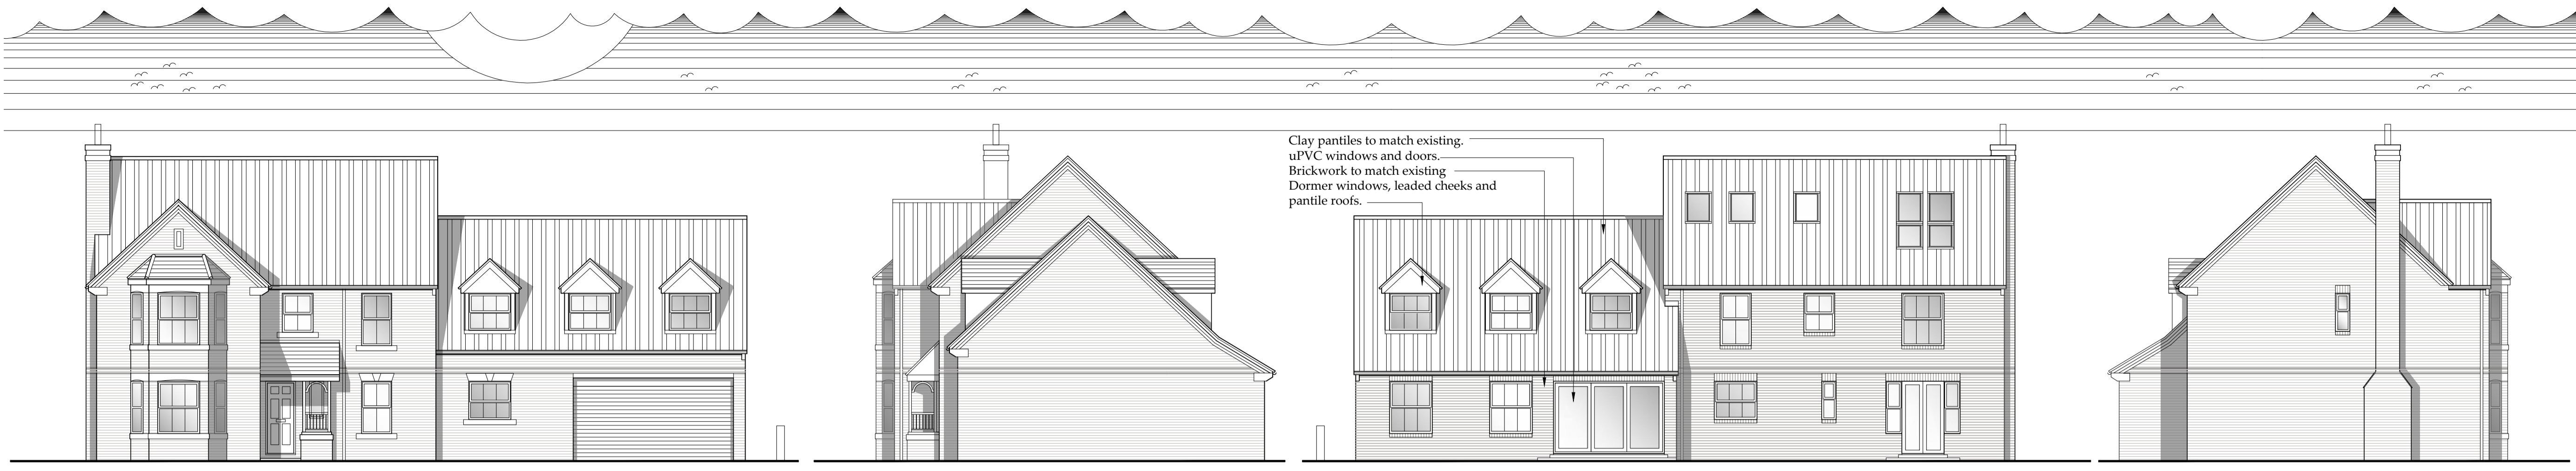 Clay pantiles to match existing.
uPVC windows and doors.
Brickwork to match existing
Dormer windows, leaded cheeks and
pantile roofs.